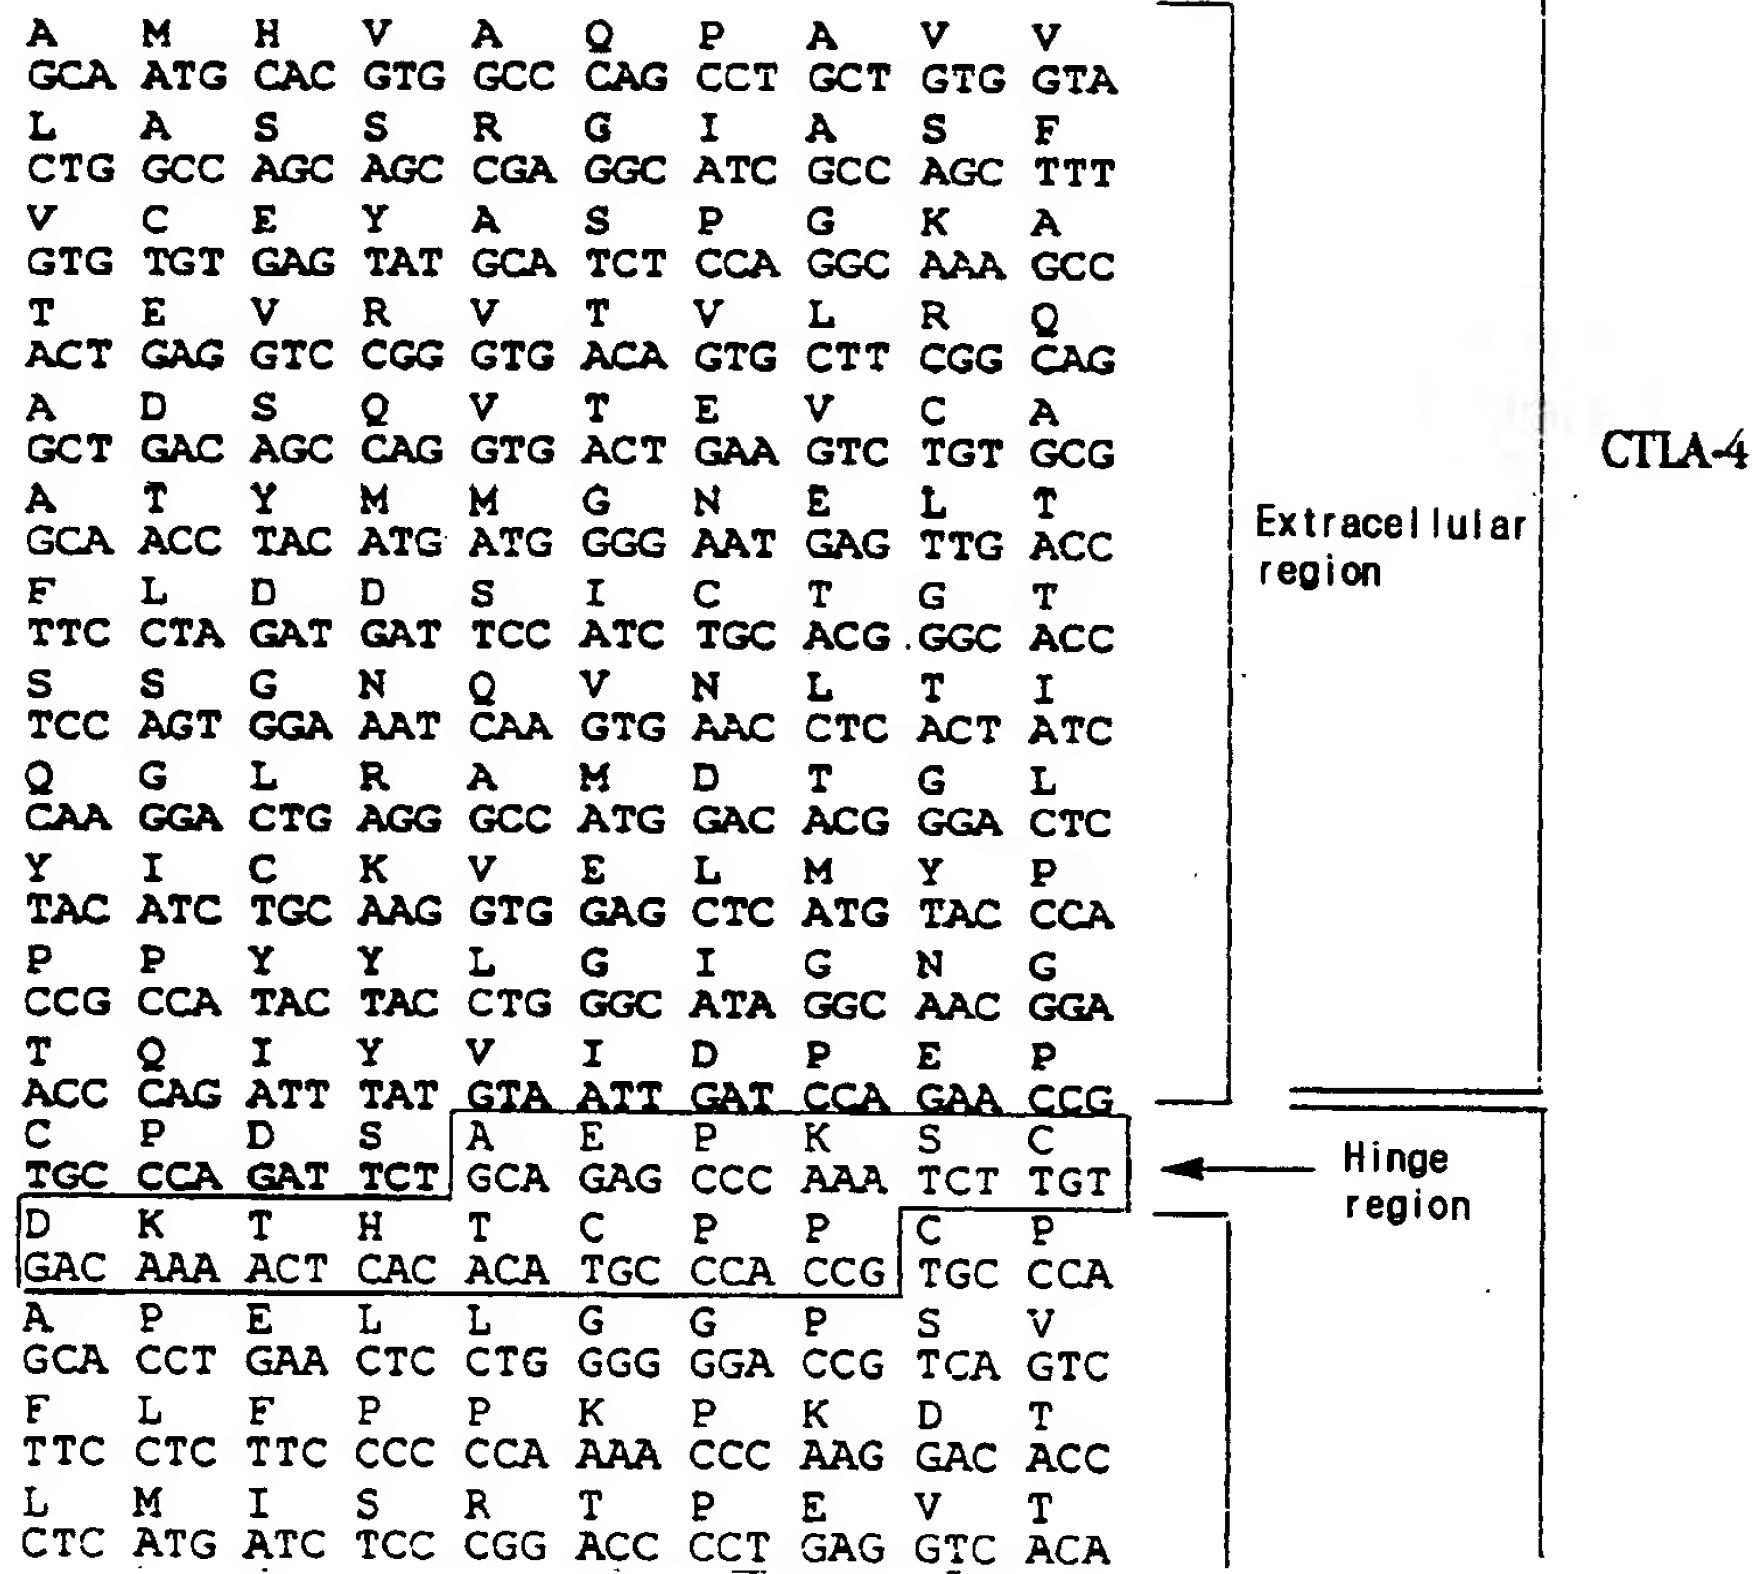 A M H V A Q P A V V
GCA ATG CAC GTG GCC CAG CCT GCT GTG GTA
L A S S R G I A S F
CTG GCC AGC AGC CGA GGC ATC GCC AGC TTT
V C E Y A S P G K A
GTG TGT GAG TAT GCA TCT CCA GGC AAA GCC
T E V R V T V L R Q
ACT GAG GTC CGG GTG ACA GTG CTT CGG CAG
A D S Q V T E V C A
GCT GAC AGC CAG GTG ACT GAA GTC TGT GCG
CTLA-4
A T Y M M G N E L T
GCA ACC TAC ATG ATG GGG AAT GAG TTG ACC
Extracellular
region
F L D D S I C T G T
TTC CTA GAT GAT TCC ATC TGC ACG GGC ACC
S S G N Q V N L T I
TCC AGT GGA AAT CAA GTG AAC CTC ACT ATC
Q G L R A M D T G L
CAA GGA CTG AGG GCC ATG GAC ACG GGA CTC
Y I C K V E L M Y P
TAC ATC TGC AAG GTG GAG CTC ATG TAC CCA
P P Y Y L G I G N G
CCG CCA TAC TAC CTG GGC ATA GGC AAC GGA
T Q I Y V I D P E P
ACC CAG ATT TAT GTA ATT GAT CCA GAA CCG
C P D S A E P K S C
TGC CCA GAT TCT GCA GAG CCC AAA TCT TGT
Hinge
region
D K T H T C P P C P
GAC AAA ACT CAC ACA TGC CCA CCG TGC CCA
A P E L L G G P S V
GCA CCT GAA CTC CTG GGG GGA CCG TCA GTC
F L F P P K P K D T
TTC CTC TTC CCC CCA AAA CCC AAG GAC ACC
L M I S R T P E V T
CTC ATG ATC TCC CGG ACC CCT GAG GTC ACA